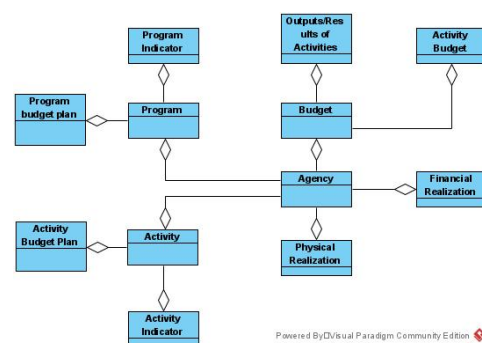 Program
Indicator
Outputs/Res
ults of
Activities
Activity
Budget
Program
budget plan
Program
Budget
Agency
Financial
Realization
Activity
Budget Plan
Activity
Physical
Realization
Activity
Indicator
Powered By□Visual Paradigm Community Edition